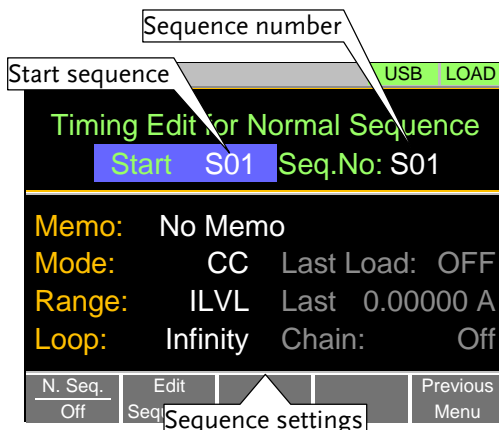 Sequence number
Start sequence
USB LOAD
Timing Edit for Normal Sequence
Start S01 Seq.No: S01
Memo: No Memo
Mode: CC Last Load: OFF
Range: ILVL Last 0.00000 A
Loop: Infinity Chain: Off
N. Seq. Edit Previous
Off Menu
Sequence settings